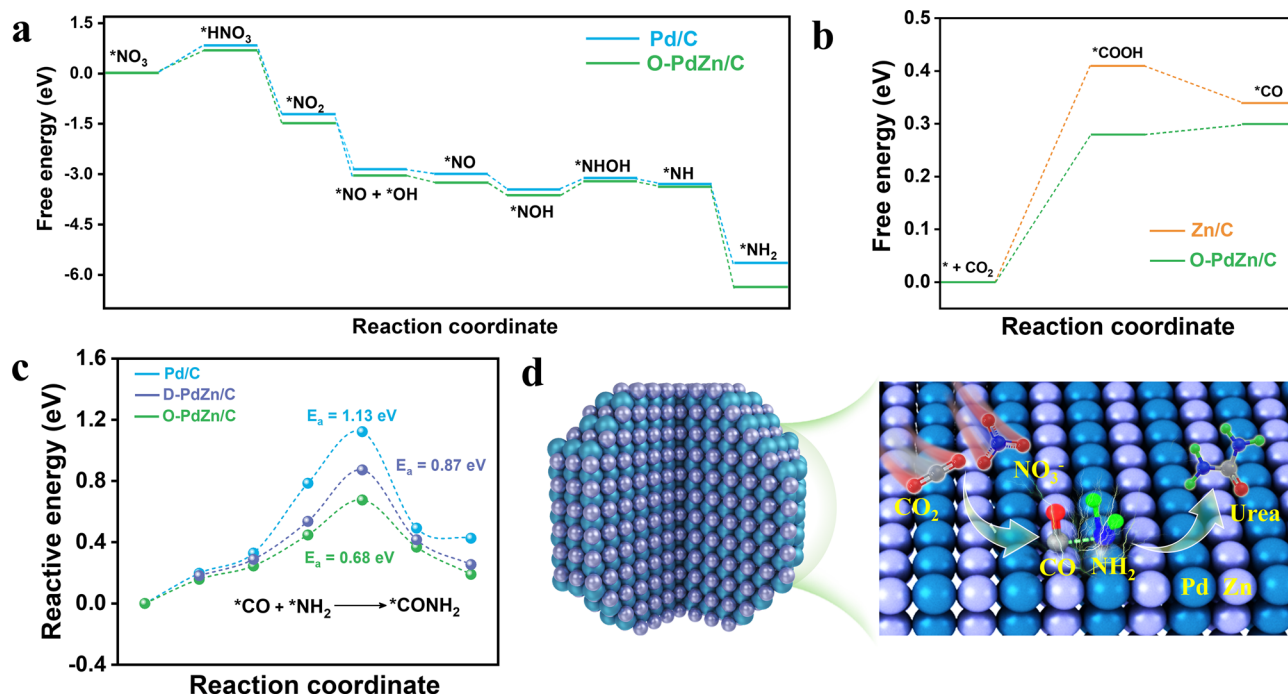 a
1.5
0.0
-1.5
-3.0
-4.5
-6.0
Free energy (eV)
Reaction coordinate
*NO3
*HNO3
*NO2
*NO + *OH
*NO
*NOH
*NHOH
*NH
*NH2
Pd/C
O-PdZn/C
b
0.5
0.4
0.3
0.2
0.1
0.0
Free energy (eV)
Reaction coordinate
* + CO2
*COOH
*CO
Zn/C
O-PdZn/C
c
1.6
1.2
0.8
0.4
0.0
-0.4
Reactive energy (eV)
Reaction coordinate
Pd/C
D-PdZn/C
O-PdZn/C
Ea = 1.13 eV
Ea = 0.87 eV
Ea = 0.68 eV
*CO + *NH2 ⟶ *CONH2
d
NO3-
CO2
CO
NH2
Urea
Pd
Zn